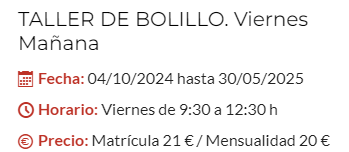 TALLER DE BOLILLO. Viernes
Mañana
Fecha: 04/10/2024 hasta 30/05/2025
Horario: Viernes de 9:30 a 12:30 h
Precio: Matrícula 21 € / Mensualidad 20 €